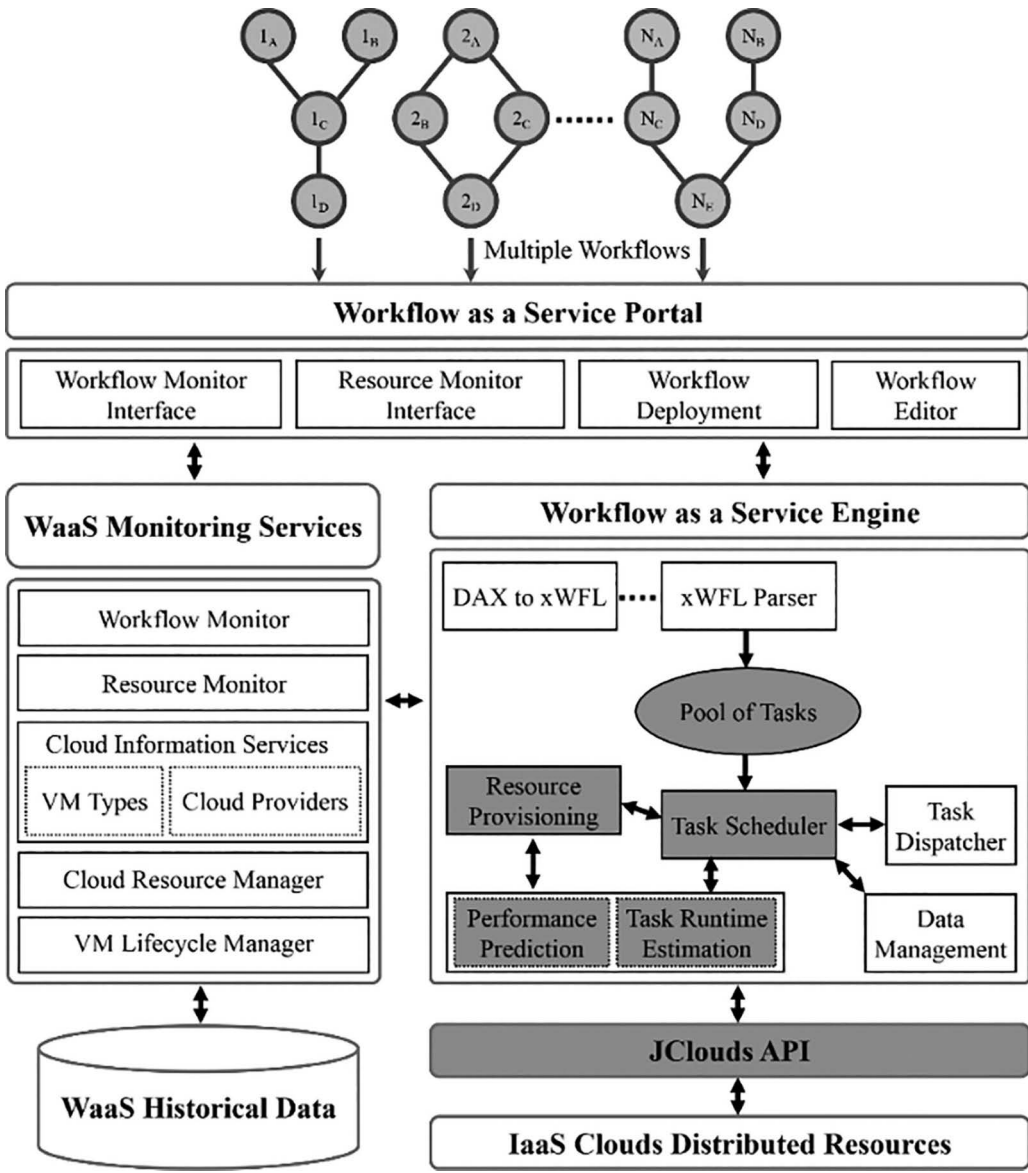 1A 1B 2A NA NB
1C 2B 2C NC ND
1D 2D NE
Multiple Workflows
Workflow as a Service Portal
Workflow Monitor
Interface
Resource Monitor
Interface
Workflow
Deployment
Workflow
Editor
WaaS Monitoring Services
Workflow Monitor
Resource Monitor
Cloud Information Services
VM Types
Cloud Providers
Cloud Resource Manager
VM Lifecycle Manager
WaaS Historical Data
Workflow as a Service Engine
DAX to xWFL
xWFL Parser
Pool of Tasks
Resource
Provisioning
Task Scheduler
Task
Dispatcher
Performance
Prediction
Task Runtime
Estimation
Data
Management
JClouds API
IaaS Clouds Distributed Resources